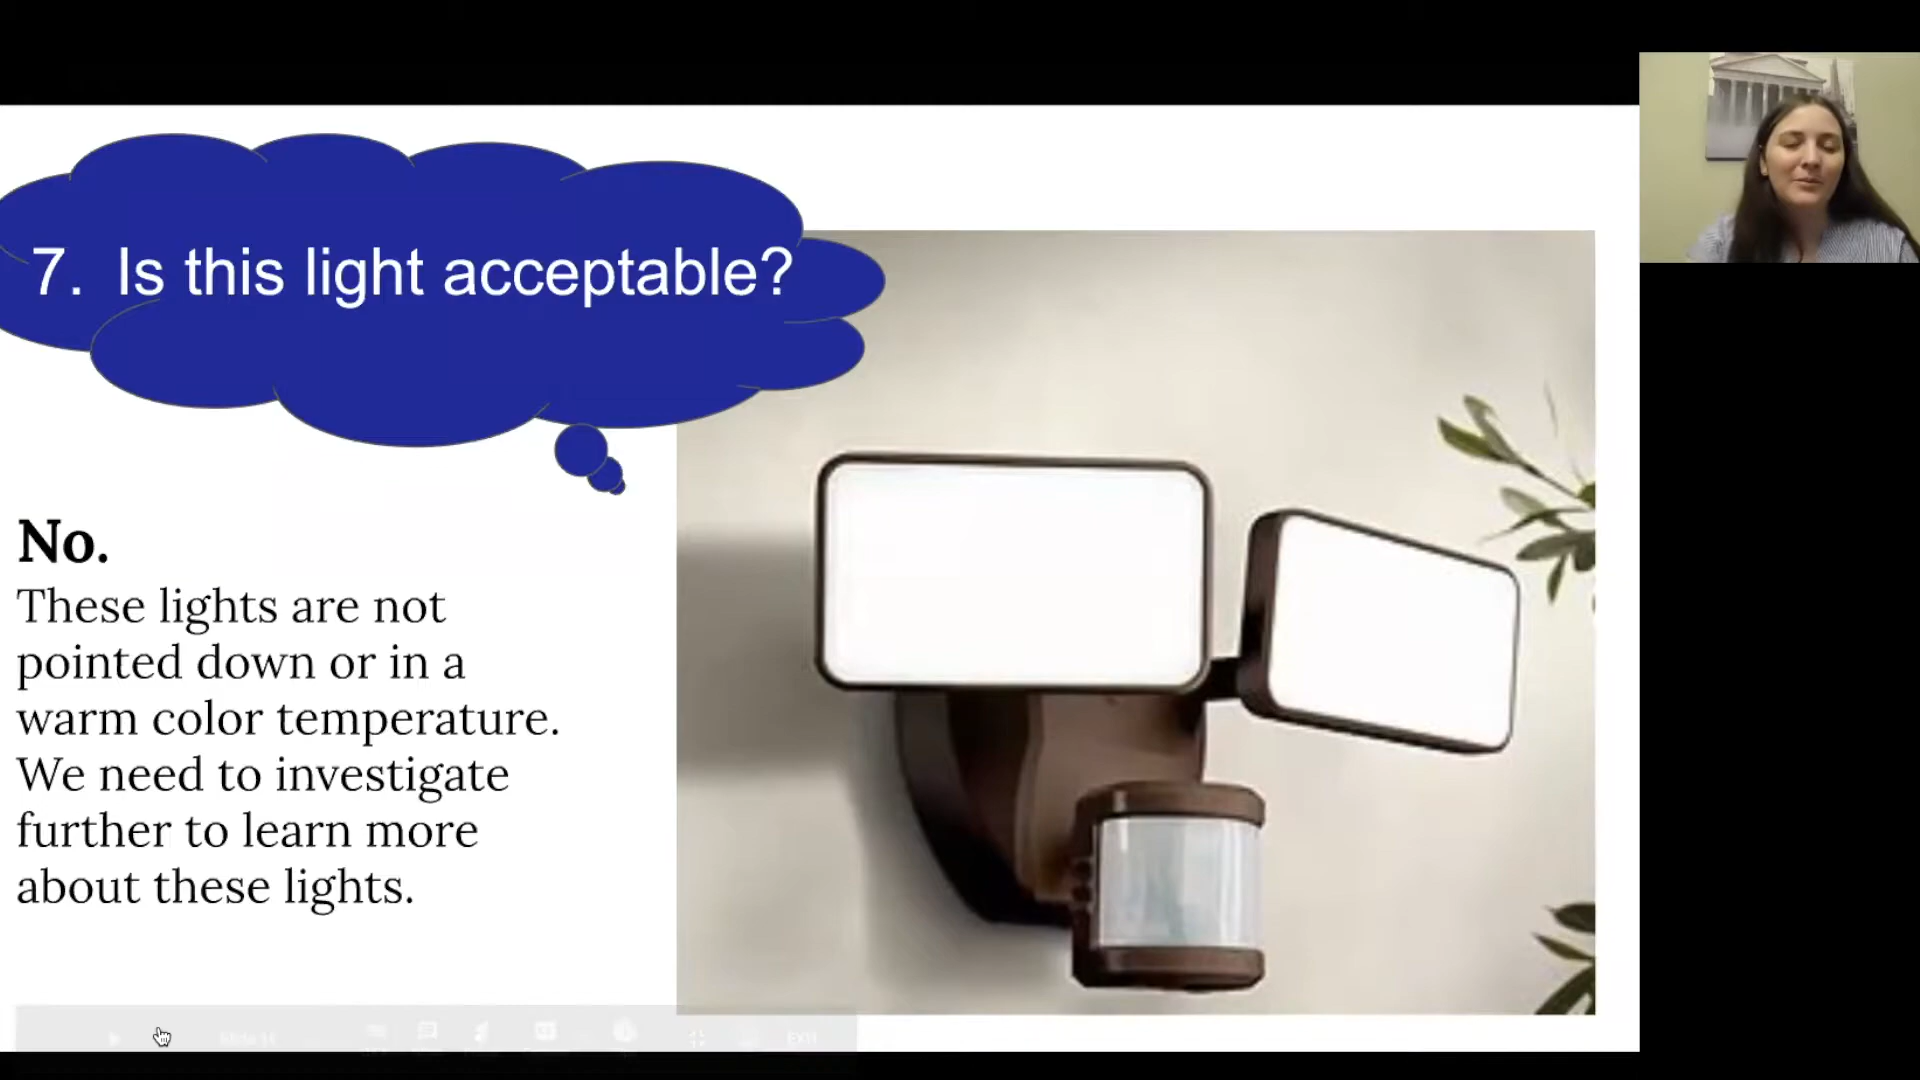 7. Is this light acceptable?
No.
These lights are not
pointed down or in a
warm color temperature.
We need to investigate
further to learn more
about these lights.